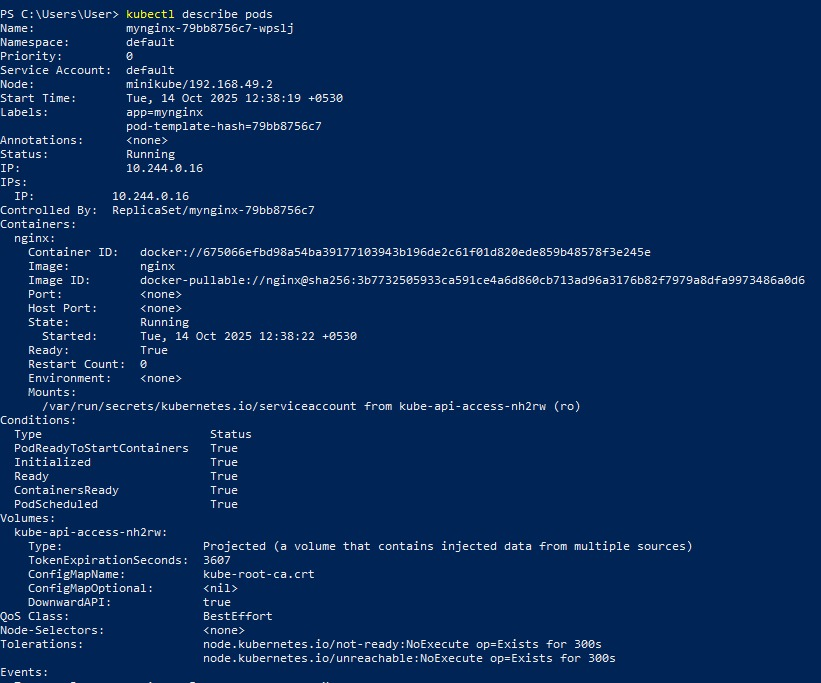 PS C:\Users\User> kubectl describe pods
Name:             mynginx-79bb8756c7-wpslj
Namespace:        default
Priority:         0
Service Account:  default
Node:             minikube/192.168.49.2
Start Time:       Tue, 14 Oct 2025 12:38:19 +0530
Labels:           app=mynginx
                  pod-template-hash=79bb8756c7
Annotations:      <none>
Status:           Running
IP:               10.244.0.16
IPs:
  IP:           10.244.0.16
Controlled By:  ReplicaSet/mynginx-79bb8756c7
Containers:
  nginx:
    Container ID:   docker://675066efbd98a54ba39177103943b196de2c61f01d820ede859b48578f3e245e
    Image:          nginx
    Image ID:       docker-pullable://nginx@sha256:3b7732505933ca591ce4a6d860cb713ad96a3176b82f7979a8dfa9973486a0d6
    Port:           <none>
    Host Port:      <none>
    State:          Running
      Started:      Tue, 14 Oct 2025 12:38:22 +0530
    Ready:          True
    Restart Count:  0
    Environment:    <none>
    Mounts:
      /var/run/secrets/kubernetes.io/serviceaccount from kube-api-access-nh2rw (ro)
Conditions:
  Type                        Status
  PodReadyToStartContainers   True
  Initialized                 True
  Ready                       True
  ContainersReady             True
  PodScheduled                True
Volumes:
  kube-api-access-nh2rw:
    Type:                    Projected (a volume that contains injected data from multiple sources)
    TokenExpirationSeconds:  3607
    ConfigMapName:           kube-root-ca.crt
    ConfigMapOptional:       <nil>
    DownwardAPI:             true
QoS Class:                   BestEffort
Node-Selectors:              <none>
Tolerations:                 node.kubernetes.io/not-ready:NoExecute op=Exists for 300s
                             node.kubernetes.io/unreachable:NoExecute op=Exists for 300s
Events: